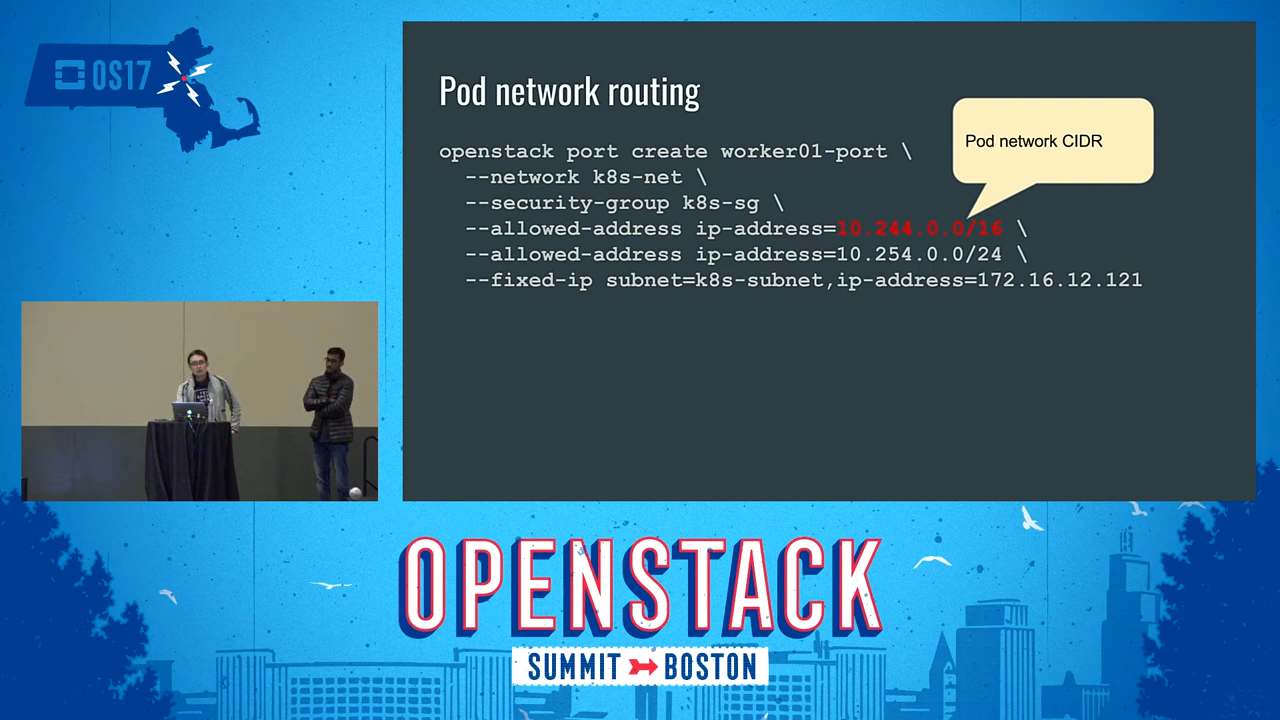 OS17
Pod network routing
Pod network CIDR
openstack port create worker01-port \
--network k8s-net \
--security-group k8s-sg \
--allowed-address ip-address=10.244.0.0/16 \
--allowed-address ip-address=10.254.0.0/24 \
--fixed-ip subnet=k8s-subnet,ip-address=172.16.12.121
OPENSTACK
SUMMIT BOSTON